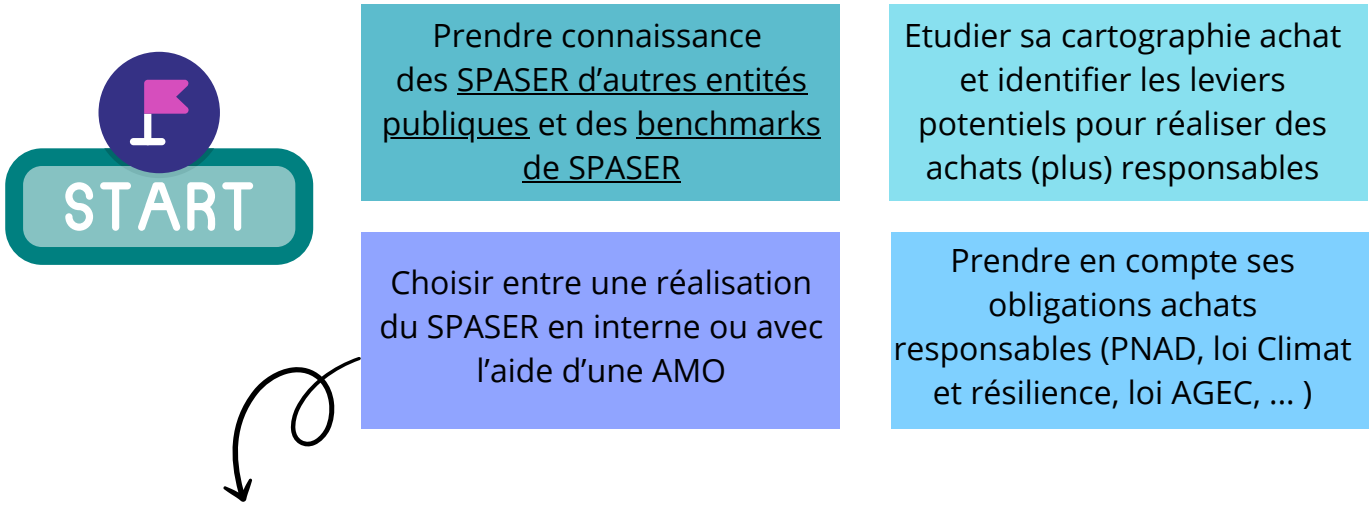 START
Prendre connaissance
des SPASER d’autres entités
publiques et des benchmarks
de SPASER
Etudier sa cartographie achat
et identifier les leviers
potentiels pour réaliser des
achats (plus) responsables
Choisir entre une réalisation
du SPASER en interne ou avec
l’aide d’une AMO
Prendre en compte ses
obligations achats
responsables (PNAD, loi Climat
et résilience, loi AGEC, ... )